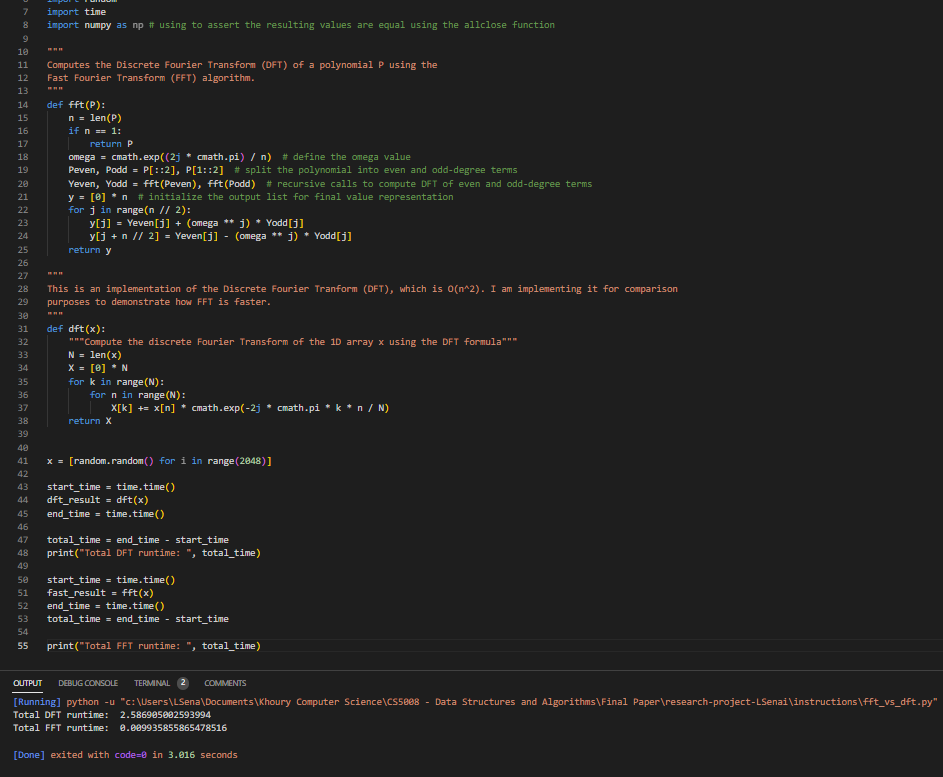 6 import random
7 import time
8 import numpy as np # using to assert the resulting values are equal using the allclose function
9
10 """
11 Computes the Discrete Fourier Transform (DFT) of a polynomial P using the
12 Fast Fourier Transform (FFT) algorithm.
13 """
14 def fft(P):
15     n = len(P)
16     if n == 1:
17         return P
18     omega = cmath.exp((2j * cmath.pi) / n)  # define the omega value
19     Peven, Podd = P[::2], P[1::2]  # split the polynomial into even and odd-degree terms
20     Yeven, Yodd = fft(Peven), fft(Podd)  # recursive calls to compute DFT of even and odd-degree terms
21     y = [0] * n  # initialize the output list for final value representation
22     for j in range(n // 2):
23         y[j] = Yeven[j] + (omega ** j) * Yodd[j]
24         y[j + n // 2] = Yeven[j] - (omega ** j) * Yodd[j]
25     return y
26
27 """
28 This is an implementation of the Discrete Fourier Tranform (DFT), which is O(n^2). I am implementing it for comparison
29 purposes to demonstrate how FFT is faster.
30 """
31 def dft(x):
32     """Compute the discrete Fourier Transform of the 1D array x using the DFT formula"""
33     N = len(x)
34     X = [0] * N
35     for k in range(N):
36         for n in range(N):
37             X[k] += x[n] * cmath.exp(-2j * cmath.pi * k * n / N)
38     return X
39
40
41 x = [random.random() for i in range(2048)]
42
43 start_time = time.time()
44 dft_result = dft(x)
45 end_time = time.time()
46
47 total_time = end_time - start_time
48 print("Total DFT runtime: ", total_time)
49
50 start_time = time.time()
51 fast_result = fft(x)
52 end_time = time.time()
53 total_time = end_time - start_time
54
55 print("Total FFT runtime: ", total_time)
OUTPUT DEBUG CONSOLE TERMINAL 2 COMMENTS
[Running] python -u "c:\Users\LSena\Documents\Khoury Computer Science\CS5008 - Data Structures and Algorithms\Final Paper\research-project-LSenai\instructions\fft_vs_dft.py"
Total DFT runtime:  2.586905002593994
Total FFT runtime:  0.009935855865478516
[Done] exited with code=0 in 3.016 seconds